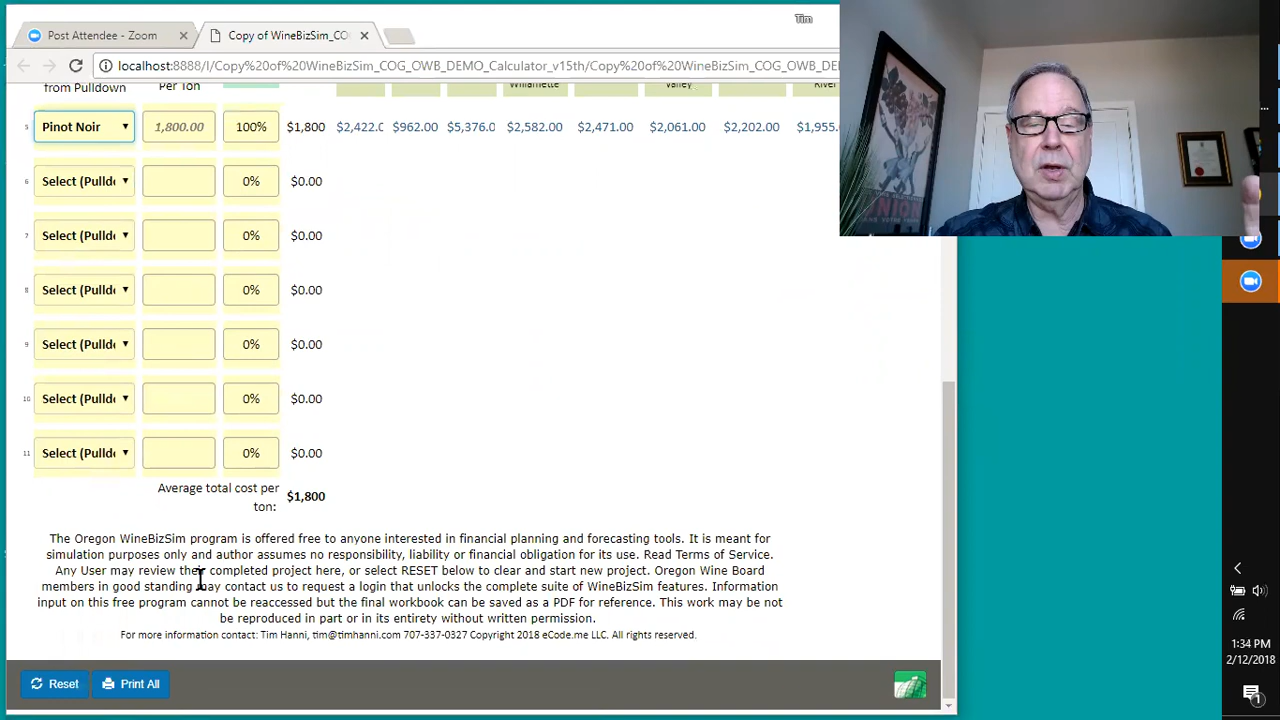 Tim
Post Attendee - Zoom
Copy of WineBizSim_CO
localhost:8888/I/Copy%20of%20WineBizSim_COG_OWB_DEMO_Calculator_v15th/Copy%20of%20WineBizSim_COG_OWB_DE
from Pulldown Per Ton Willamette Valley River
5 Pinot Noir 1,800.00 100% $1,800 $2,422.0 $962.00 $5,376.0 $2,582.00 $2,471.00 $2,061.00 $2,202.00 $1,955.
6 Select (Pulld 0% $0.00
7 Select (Pulld 0% $0.00
8 Select (Pulld 0% $0.00
9 Select (Pulld 0% $0.00
10 Select (Pulld 0% $0.00
11 Select (Pulld 0% $0.00
Average total cost per
ton: $1,800
The Oregon WineBizSim program is offered free to anyone interested in financial planning and forecasting tools. It is meant for
simulation purposes only and author assumes no responsibility, liability or financial obligation for its use. Read Terms of Service.
Any User may review their completed project here, or select RESET below to clear and start new project. Oregon Wine Board
members in good standing may contact us to request a login that unlocks the complete suite of WineBizSim features. Information
input on this free program cannot be reaccessed but the final workbook can be saved as a PDF for reference. This work may not
be reproduced in part or in its entirety without written permission.
For more information contact: Tim Hanni, tim@timhanni.com 707-337-0327 Copyright 2018 eCode.me LLC. All rights reserved.
Reset Print All
1:34 PM
2/12/2018
1